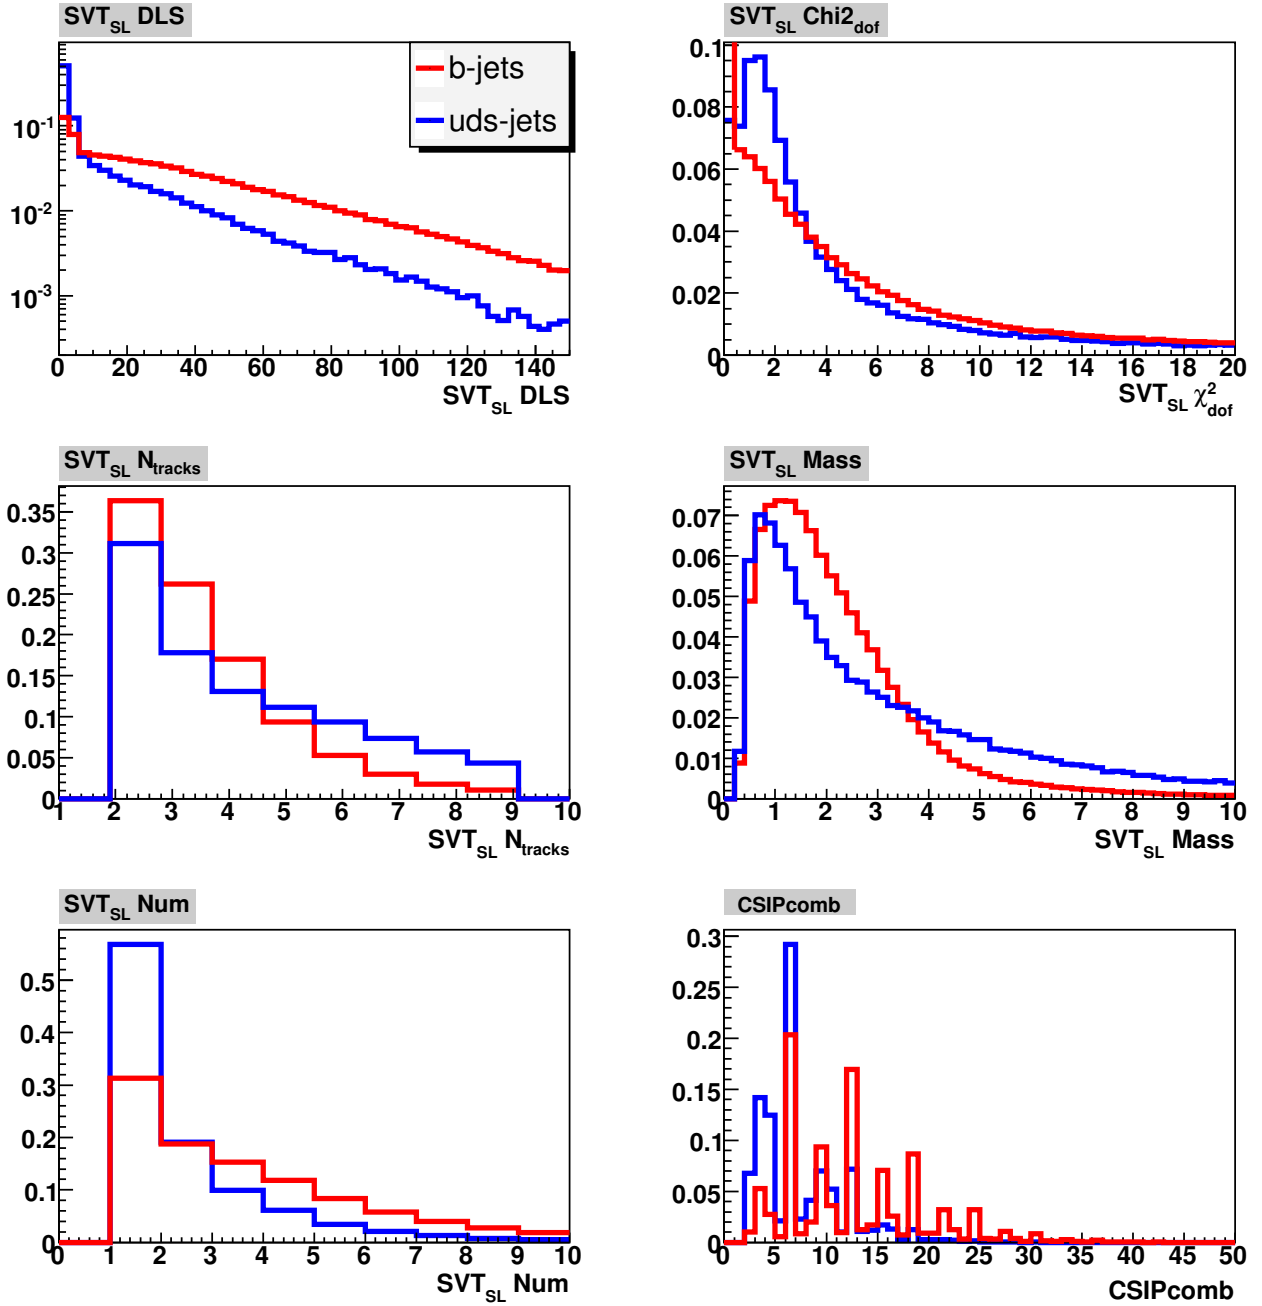 SVT_SL DLS
b-jets
uds-jets
10^-1
10^-2
10^-3
0 20 40 60 80 100 120 140
SVT_SL DLS
SVT_SL Chi2_dof
0.1
0.08
0.06
0.04
0.02
0
0 2 4 6 8 10 12 14 16 18 20
SVT_SL χ²_dof
SVT_SL N_tracks
0.35
0.3
0.25
0.2
0.15
0.1
0.05
0
1 2 3 4 5 6 7 8 9 10
SVT_SL N_tracks
SVT_SL Mass
0.07
0.06
0.05
0.04
0.03
0.02
0.01
0
0 1 2 3 4 5 6 7 8 9 10
SVT_SL Mass
SVT_SL Num
0.5
0.4
0.3
0.2
0.1
0
0 1 2 3 4 5 6 7 8 9 10
SVT_SL Num
CSIPcomb
0.3
0.25
0.2
0.15
0.1
0.05
0
0 5 10 15 20 25 30 35 40 45 50
CSIPcomb